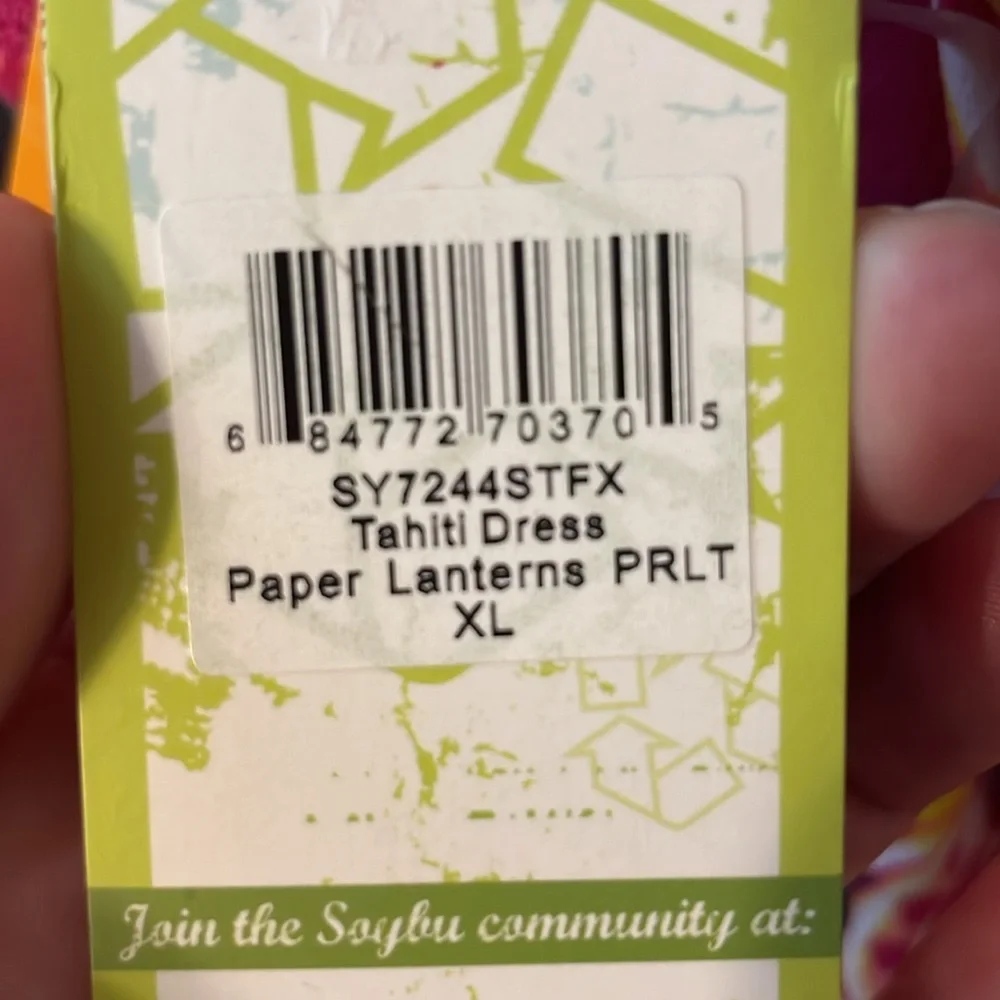 6 84772 70370 5
SY7244STFX
Tahiti Dress
Paper Lanterns PRLT
XL
Join the Soybu community at: